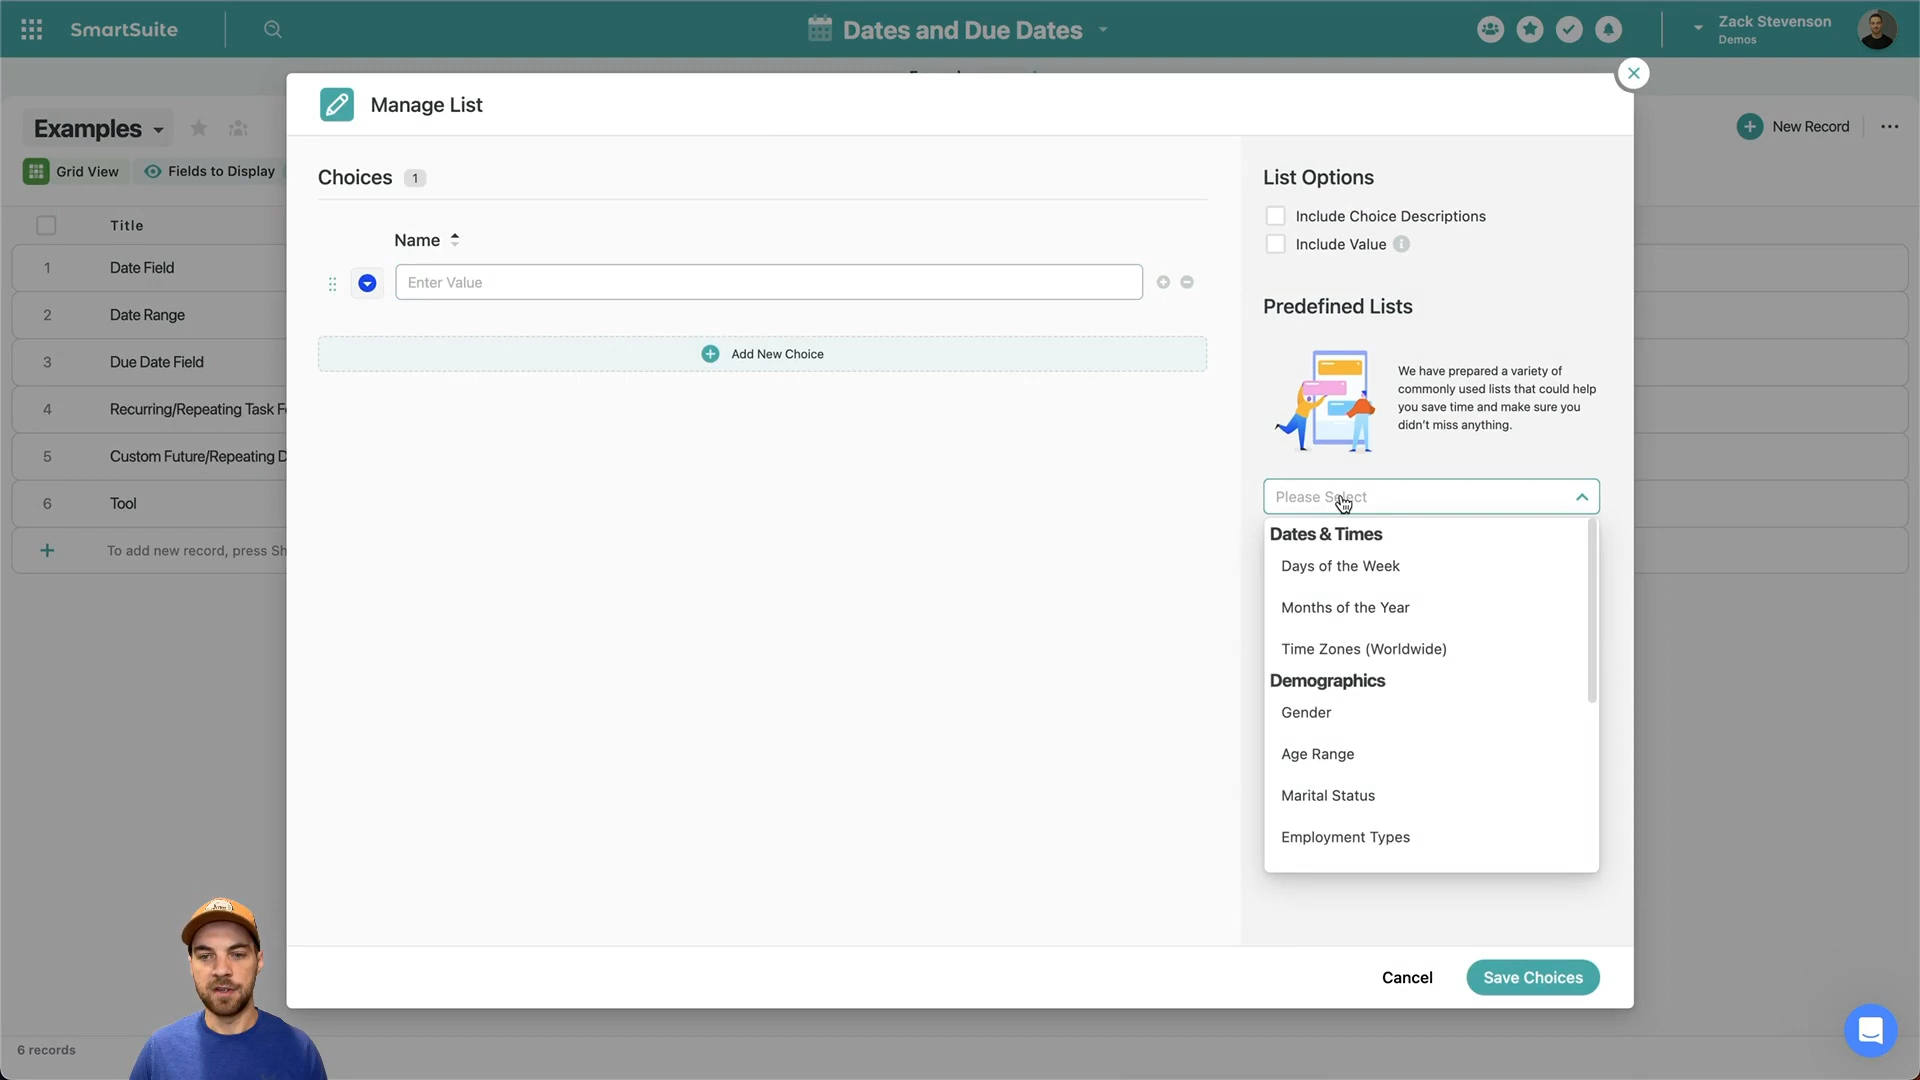 SmartSuite
Dates and Due Dates
Zack Stevenson
Demos
Manage List
Examples
New Record
Grid View
Fields to Display
Choices 1
List Options
Include Choice Descriptions
Include Value
Title
Name
1 Date Field
Enter Value
2 Date Range
Predefined Lists
3 Due Date Field
Add New Choice
We have prepared a variety of
commonly used lists that could help
you save time and make sure you
didn't miss anything.
4 Recurring/Repeating Task F
5 Custom Future/Repeating D
6 Tool
Please Select
To add new record, press Sh
Dates & Times
Days of the Week
Months of the Year
Time Zones (Worldwide)
Demographics
Gender
Age Range
Marital Status
Employment Types
Cancel
Save Choices
6 records